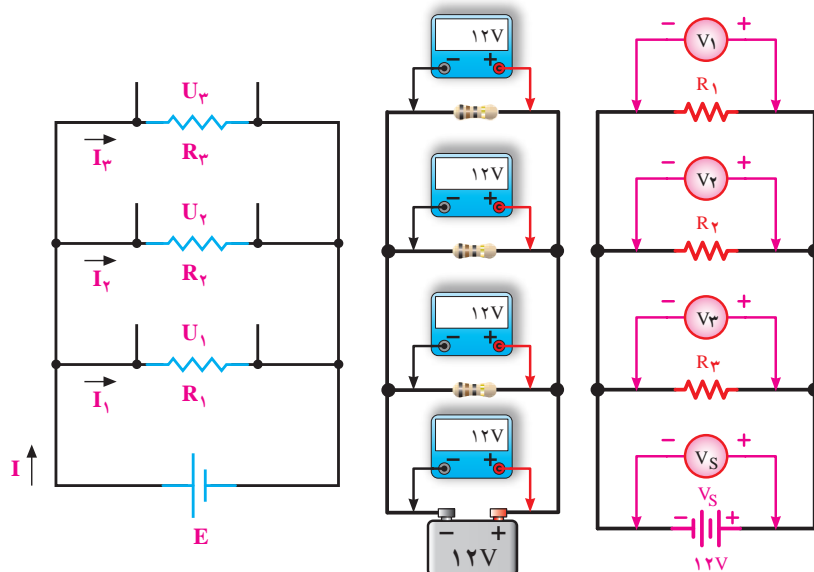 U۳
R۳
I۳
U۲
R۲
I۲
U۱
R۱
I۱
I
E
۱۲V
− +
۱۲V
− +
۱۲V
− +
۱۲V
− +
− +
۱۲V
− V۱ +
R۱
− V۲ +
R۲
− V۳ +
R۳
− VS +
VS
− +
۱۲V